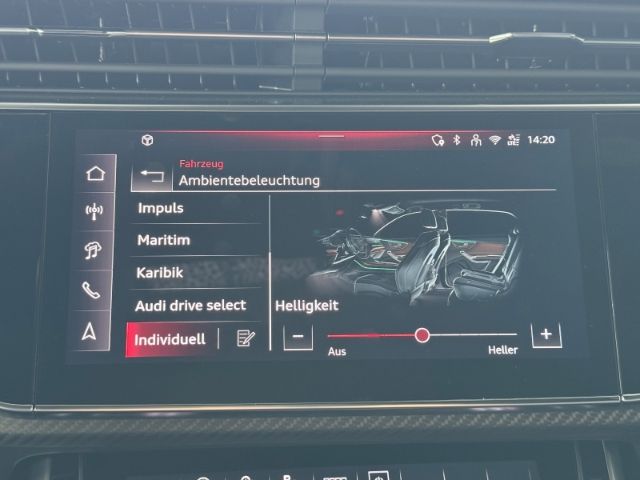 14:20
Fahrzeug
Ambientebeleuchtung
Impuls
Maritim
Karibik
Audi drive select
Individuell
Helligkeit
Aus
Heller